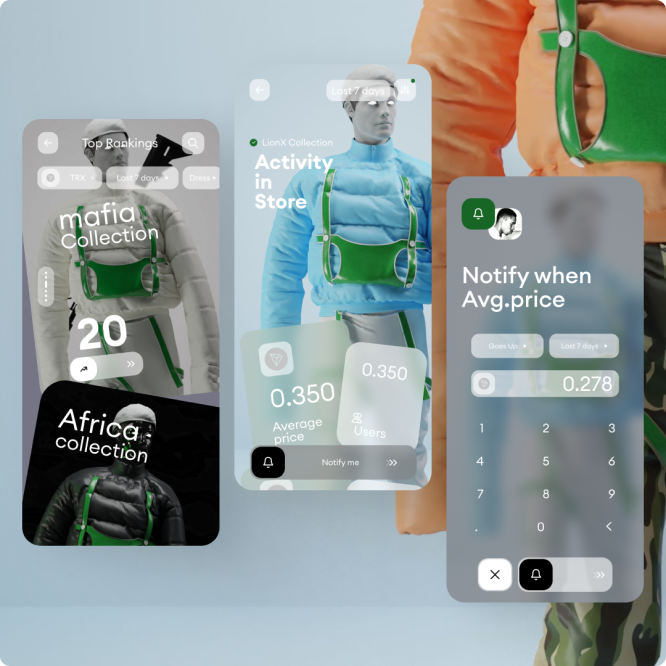 Top Rankings
TRX
Last 7 days
Dress
mafia
Collection
20
Africa
collection
Last 7 days
LionX Collection
Activity
in
Store
0.350
Average
price
0.350
Users
Notify me
Notify when
Avg.price
Goes Up
Last 7 days
0.278
1 2 3
4 5 6
7 8 9
. 0 <